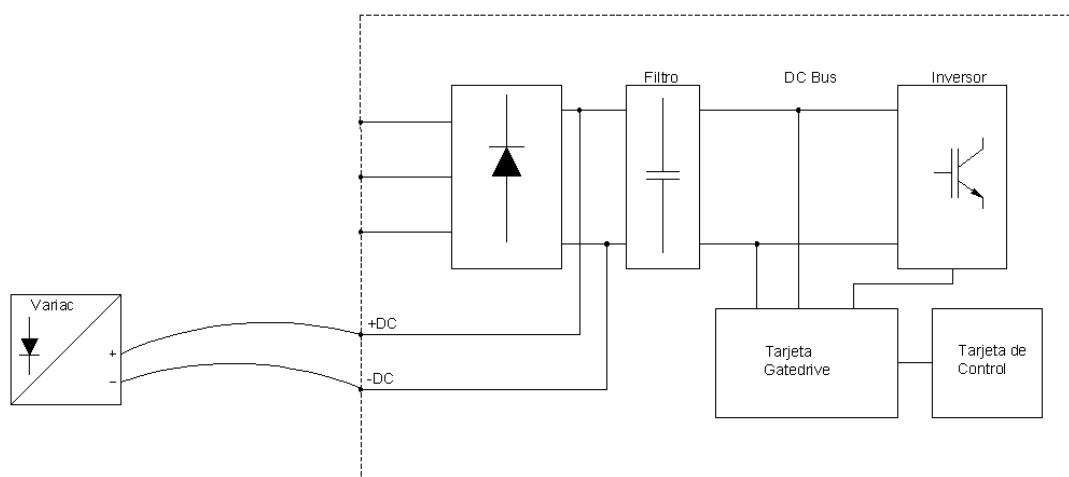 Filtro
DC Bus
Inversor
Variac
+
−
+DC
-DC
Tarjeta
Gatedrive
Tarjeta de
Control